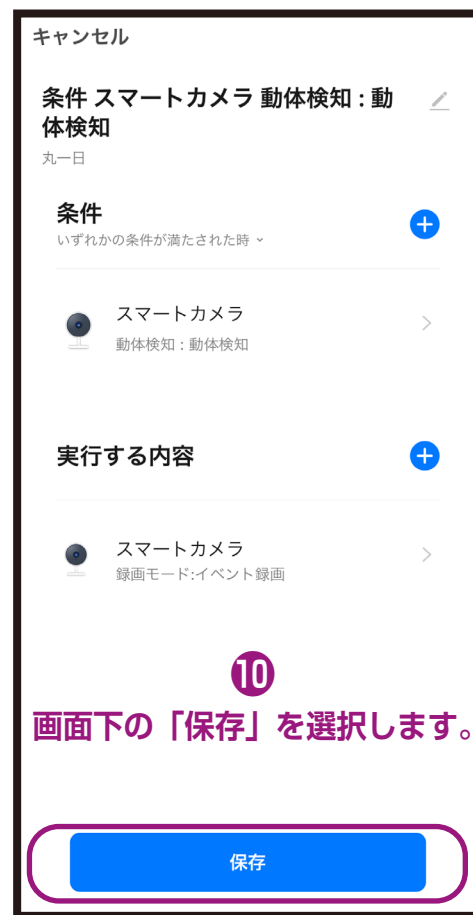 キャンセル
条件 スマートカメラ 動体検知 : 動
体検知
丸一日
条件
いずれかの条件が満たされた時
スマートカメラ
動体検知 : 動体検知
実行する内容
スマートカメラ
録画モード:イベント録画
⓾
画面下の「保存」を選択します。
保存